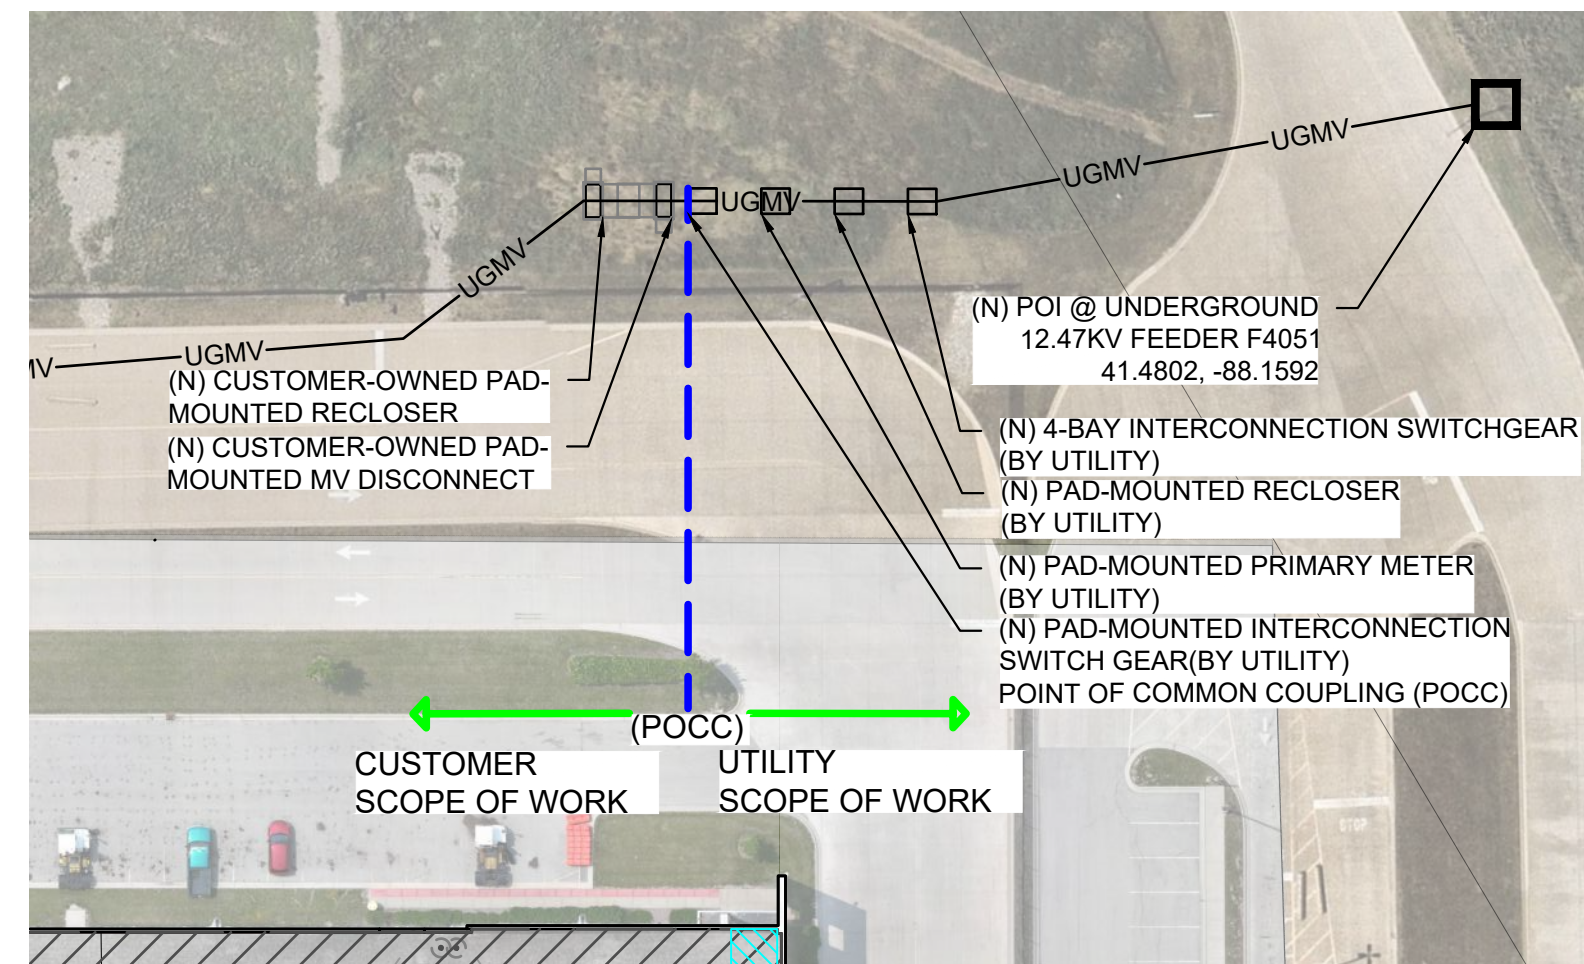 UGMV
UGMV
UGMV
UGMV
UGMV
(N) POI @ UNDERGROUND
12.47KV FEEDER F4051
41.4802, -88.1592
(N) CUSTOMER-OWNED PAD-
MOUNTED RECLOSER
(N) CUSTOMER-OWNED PAD-
MOUNTED MV DISCONNECT
(N) 4-BAY INTERCONNECTION SWITCHGEAR
(BY UTILITY)
(N) PAD-MOUNTED RECLOSER
(BY UTILITY)
(N) PAD-MOUNTED PRIMARY METER
(BY UTILITY)
(N) PAD-MOUNTED INTERCONNECTION
SWITCH GEAR(BY UTILITY)
POINT OF COMMON COUPLING (POCC)
(POCC)
CUSTOMER
SCOPE OF WORK
UTILITY
SCOPE OF WORK
STOP